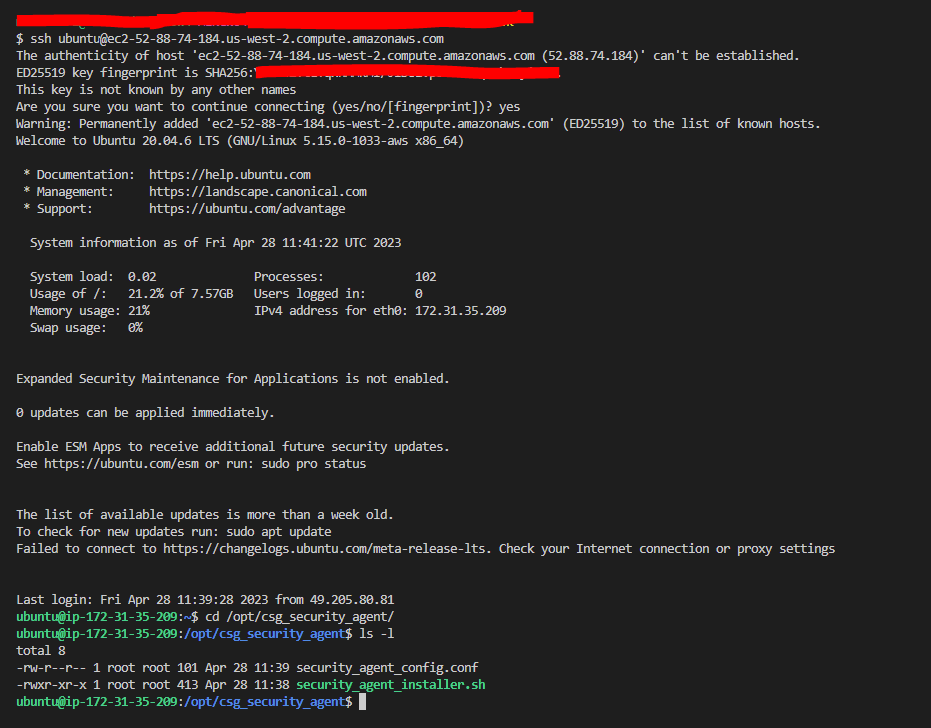 $ ssh ubuntu@ec2-52-88-74-184.us-west-2.compute.amazonaws.com
The authenticity of host 'ec2-52-88-74-184.us-west-2.compute.amazonaws.com (52.88.74.184)' can't be established.
ED25519 key fingerprint is SHA256:
This key is not known by any other names
Are you sure you want to continue connecting (yes/no/[fingerprint])? yes
Warning: Permanently added 'ec2-52-88-74-184.us-west-2.compute.amazonaws.com' (ED25519) to the list of known hosts.
Welcome to Ubuntu 20.04.6 LTS (GNU/Linux 5.15.0-1033-aws x86_64)
* Documentation:  https://help.ubuntu.com
* Management:     https://landscape.canonical.com
* Support:        https://ubuntu.com/advantage
System information as of Fri Apr 28 11:41:22 UTC 2023
System load:  0.02              Processes:             102
Usage of /:   21.2% of 7.57GB   Users logged in:       0
Memory usage: 21%               IPv4 address for eth0: 172.31.35.209
Swap usage:   0%
Expanded Security Maintenance for Applications is not enabled.
0 updates can be applied immediately.
Enable ESM Apps to receive additional future security updates.
See https://ubuntu.com/esm or run: sudo pro status
The list of available updates is more than a week old.
To check for new updates run: sudo apt update
Failed to connect to https://changelogs.ubuntu.com/meta-release-lts. Check your Internet connection or proxy settings
Last login: Fri Apr 28 11:39:28 2023 from 49.205.80.81
ubuntu@ip-172-31-35-209:~$ cd /opt/csg_security_agent/
ubuntu@ip-172-31-35-209:/opt/csg_security_agent$ ls -l
total 8
-rw-r--r-- 1 root root 101 Apr 28 11:39 security_agent_config.conf
-rwxr-xr-x 1 root root 413 Apr 28 11:38 security_agent_installer.sh
ubuntu@ip-172-31-35-209:/opt/csg_security_agent$